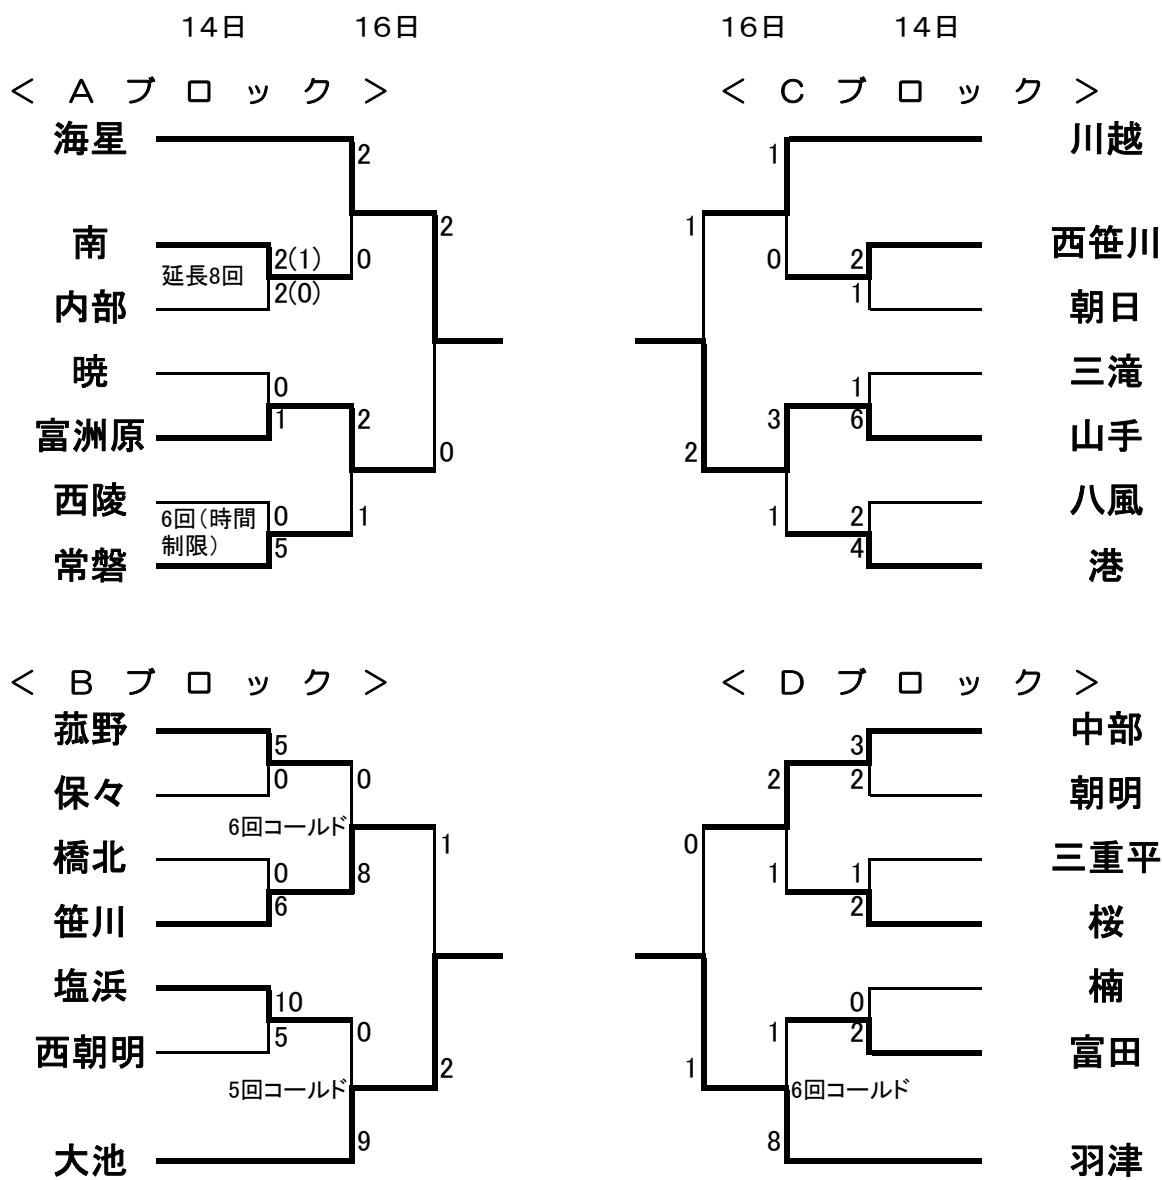 14日 16日 16日 14日
＜ A ブ ロ ッ ク ＞
海星
2
南
2(1)
延長8回
0
2(0)
内部
2
暁
0
富洲原
1
2
0
西陵
6回（時間
制限）
0
1
5
常磐
＜ C ブ ロ ッ ク ＞
川越
1
1
西笹川
0
2
1
朝日
三滝
1
3
6
山手
2
八風
1
2
4
港
＜ B ブ ロ ッ ク ＞
菰野
5
0
0
保々
6回コールド
1
橋北
0
8
6
笹川
塩浜
10
5
0
西朝明
2
5回コールド
9
大池
＜ D ブ ロ ッ ク ＞
中部
3
2
2
朝明
0
三重平
1
1
2
桜
楠
0
1
2
富田
1
6回コールド
8
羽津